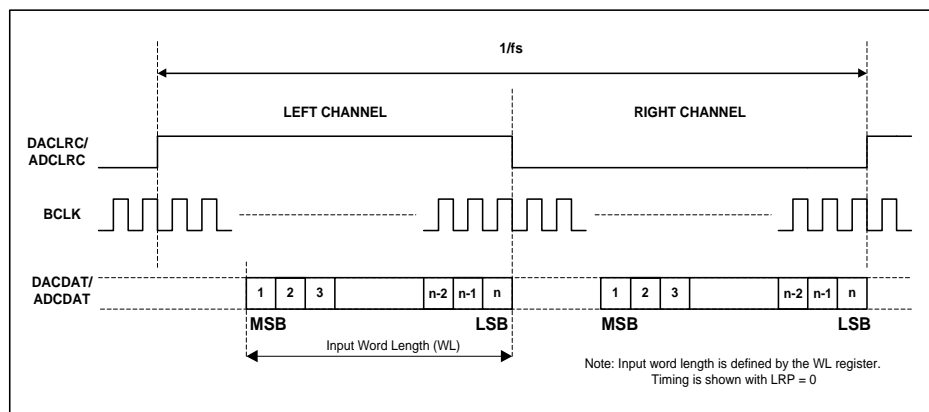 1/fs
LEFT CHANNEL RIGHT CHANNEL
DACLRC/
ADCLRC
BCLK
DACDAT/
ADCDAT
1 2 3 n-2 n-1 n 1 2 3 n-2 n-1 n
MSB LSB MSB LSB
Input Word Length (WL)
Note: Input word length is defined by the WL register.
Timing is shown with LRP = 0